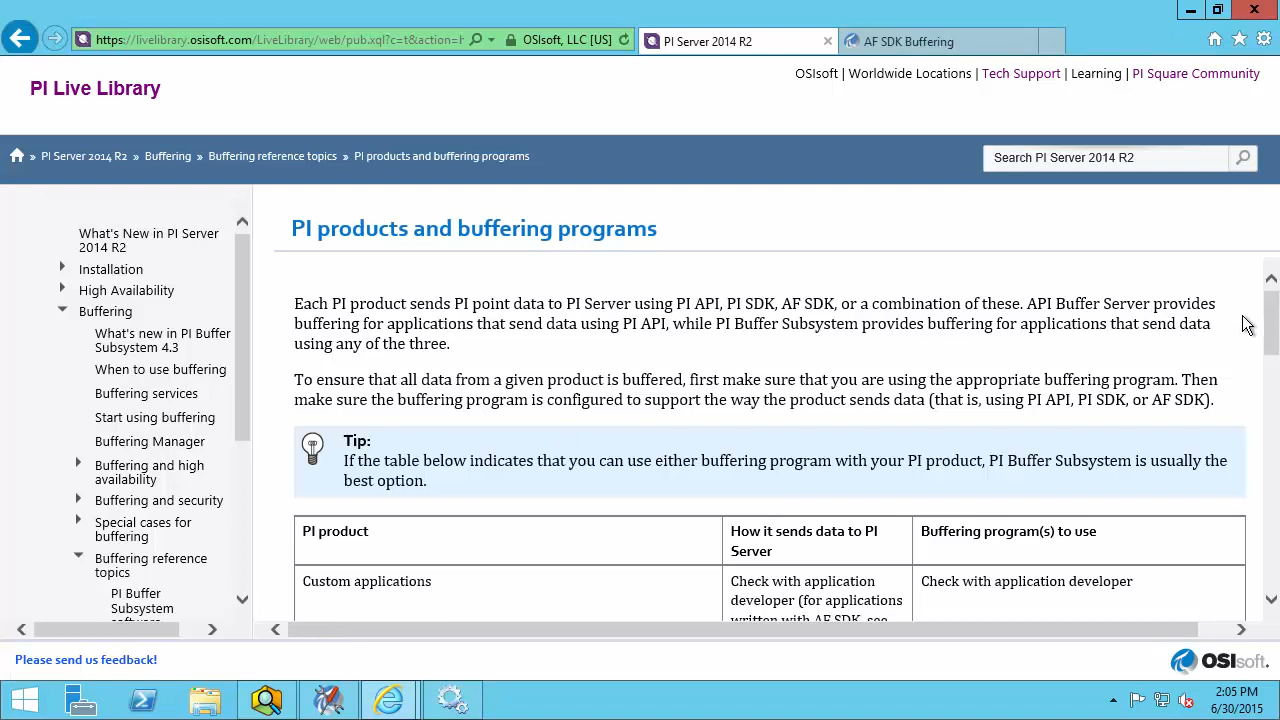 https://livelibrary.osisoft.com/LiveLibrary/web/pub.xql?c=t&action=h
OSIsoft, LLC [US]
PI Server 2014 R2
AF SDK Buffering
PI Live Library
OSIsoft | Worldwide Locations | Tech Support | Learning | PI Square Community
» PI Server 2014 R2 » Buffering » Buffering reference topics » PI products and buffering programs
Search PI Server 2014 R2
What's New in PI Server
2014 R2
Installation
High Availability
Buffering
What's new in PI Buffer
Subsystem 4.3
When to use buffering
Buffering services
Start using buffering
Buffering Manager
Buffering and high
availability
Buffering and security
Special cases for
buffering
Buffering reference
topics
PI Buffer
Subsystem
PI products and buffering programs
Each PI product sends PI point data to PI Server using PI API, PI SDK, AF SDK, or a combination of these. API Buffer Server provides
buffering for applications that send data using PI API, while PI Buffer Subsystem provides buffering for applications that send data
using any of the three.
To ensure that all data from a given product is buffered, first make sure that you are using the appropriate buffering program. Then
make sure the buffering program is configured to support the way the product sends data (that is, using PI API, PI SDK, or AF SDK).
Tip:
If the table below indicates that you can use either buffering program with your PI product, PI Buffer Subsystem is usually the
best option.
PI product
How it sends data to PI
Server
Buffering program(s) to use
Custom applications
Check with application
developer (for applications
written with AF SDK, see
Check with application developer
Please send us feedback!
OSIsoft.
2:05 PM
6/30/2015